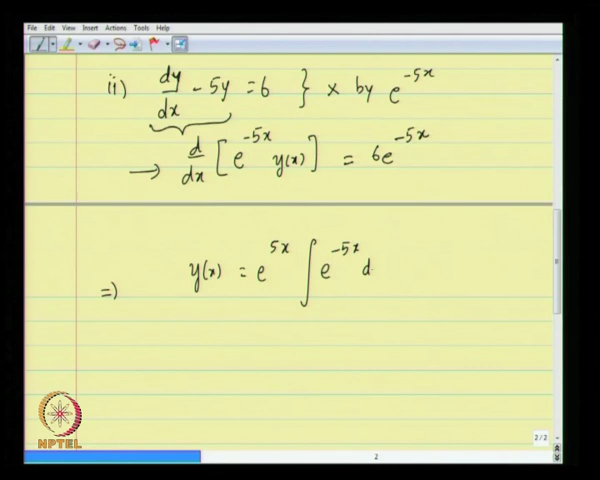 File Edit View Insert Actions Tools Help
ii) dy/dx - 5y = 6 } × by e^{-5x}
→ d/dx [ e^{-5x} y(x) ] = 6e^{-5x}
=) y(x) = e^{5x} ∫ e^{-5x} d
NPTEL
2/2
2